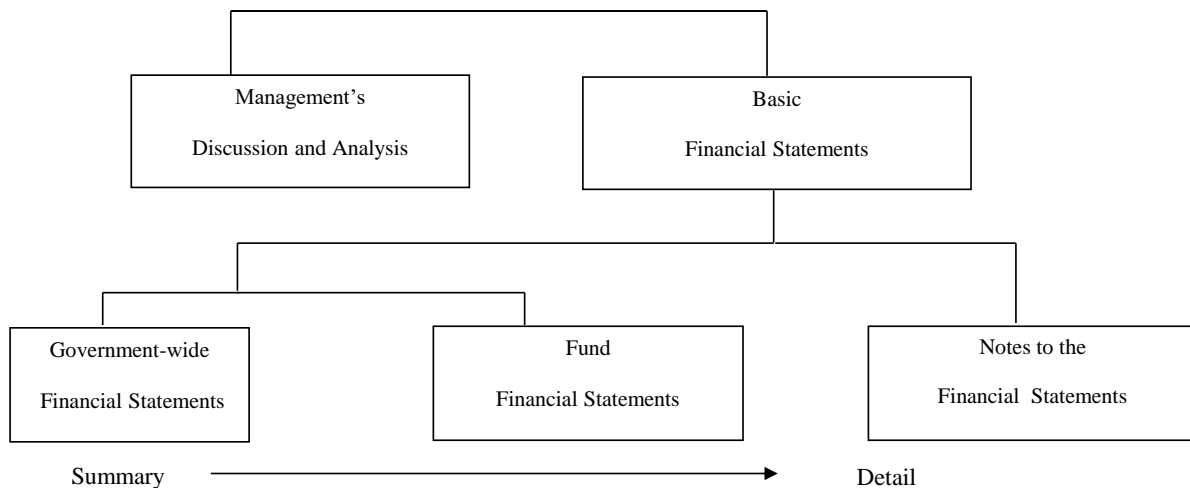 Management’s
Discussion and Analysis
Basic
Financial Statements
Government-wide
Financial Statements
Fund
Financial Statements
Notes to the
Financial Statements
Summary
Detail